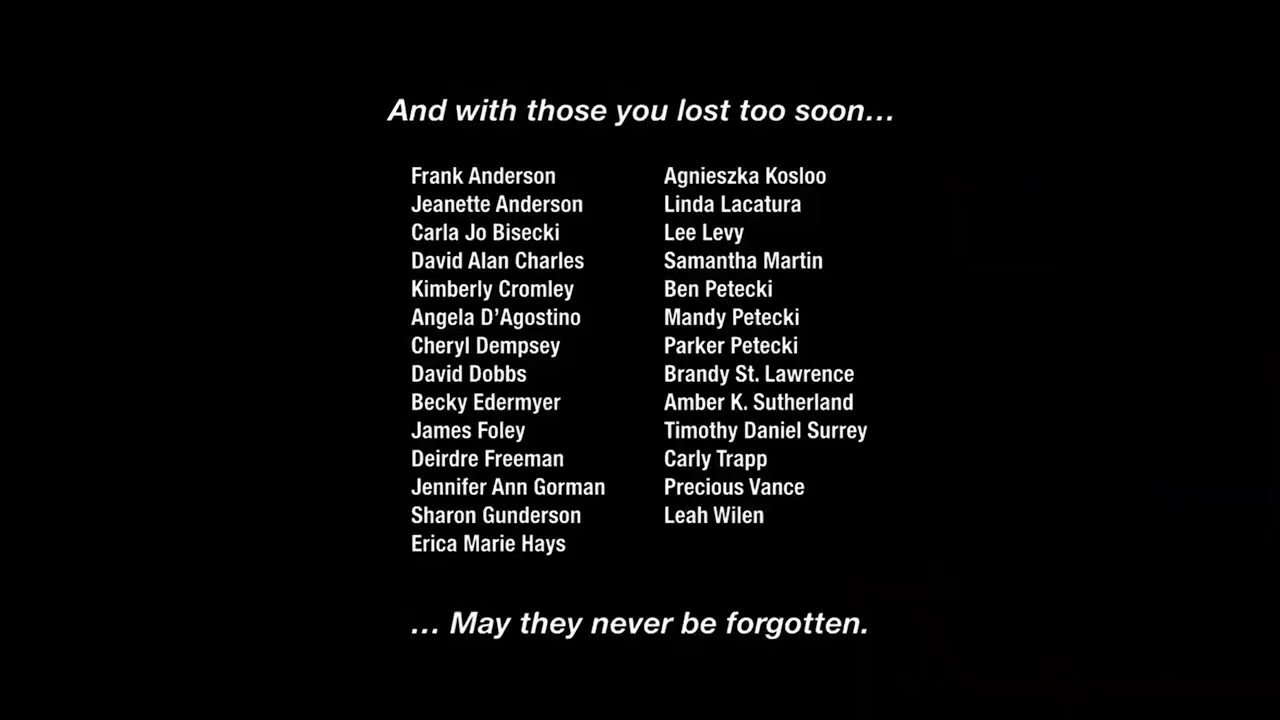 And with those you lost too soon...
Frank Anderson
Jeanette Anderson
Carla Jo Bisecki
David Alan Charles
Kimberly Cromley
Angela D’Agostino
Cheryl Dempsey
David Dobbs
Becky Edermyer
James Foley
Deirdre Freeman
Jennifer Ann Gorman
Sharon Gunderson
Erica Marie Hays
Agnieszka Kosloo
Linda Lacatura
Lee Levy
Samantha Martin
Ben Petecki
Mandy Petecki
Parker Petecki
Brandy St. Lawrence
Amber K. Sutherland
Timothy Daniel Surrey
Carly Trapp
Precious Vance
Leah Wilen
... May they never be forgotten.